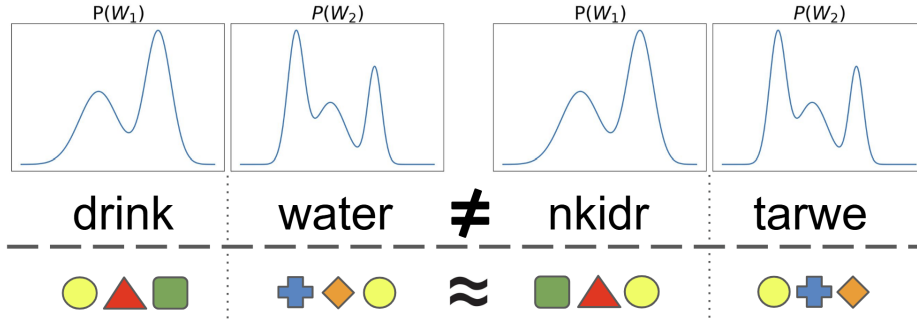 P(W₁) P(W₂) P(W₁) P(W₂)
drink water ≠ nkidr tarwe
≈